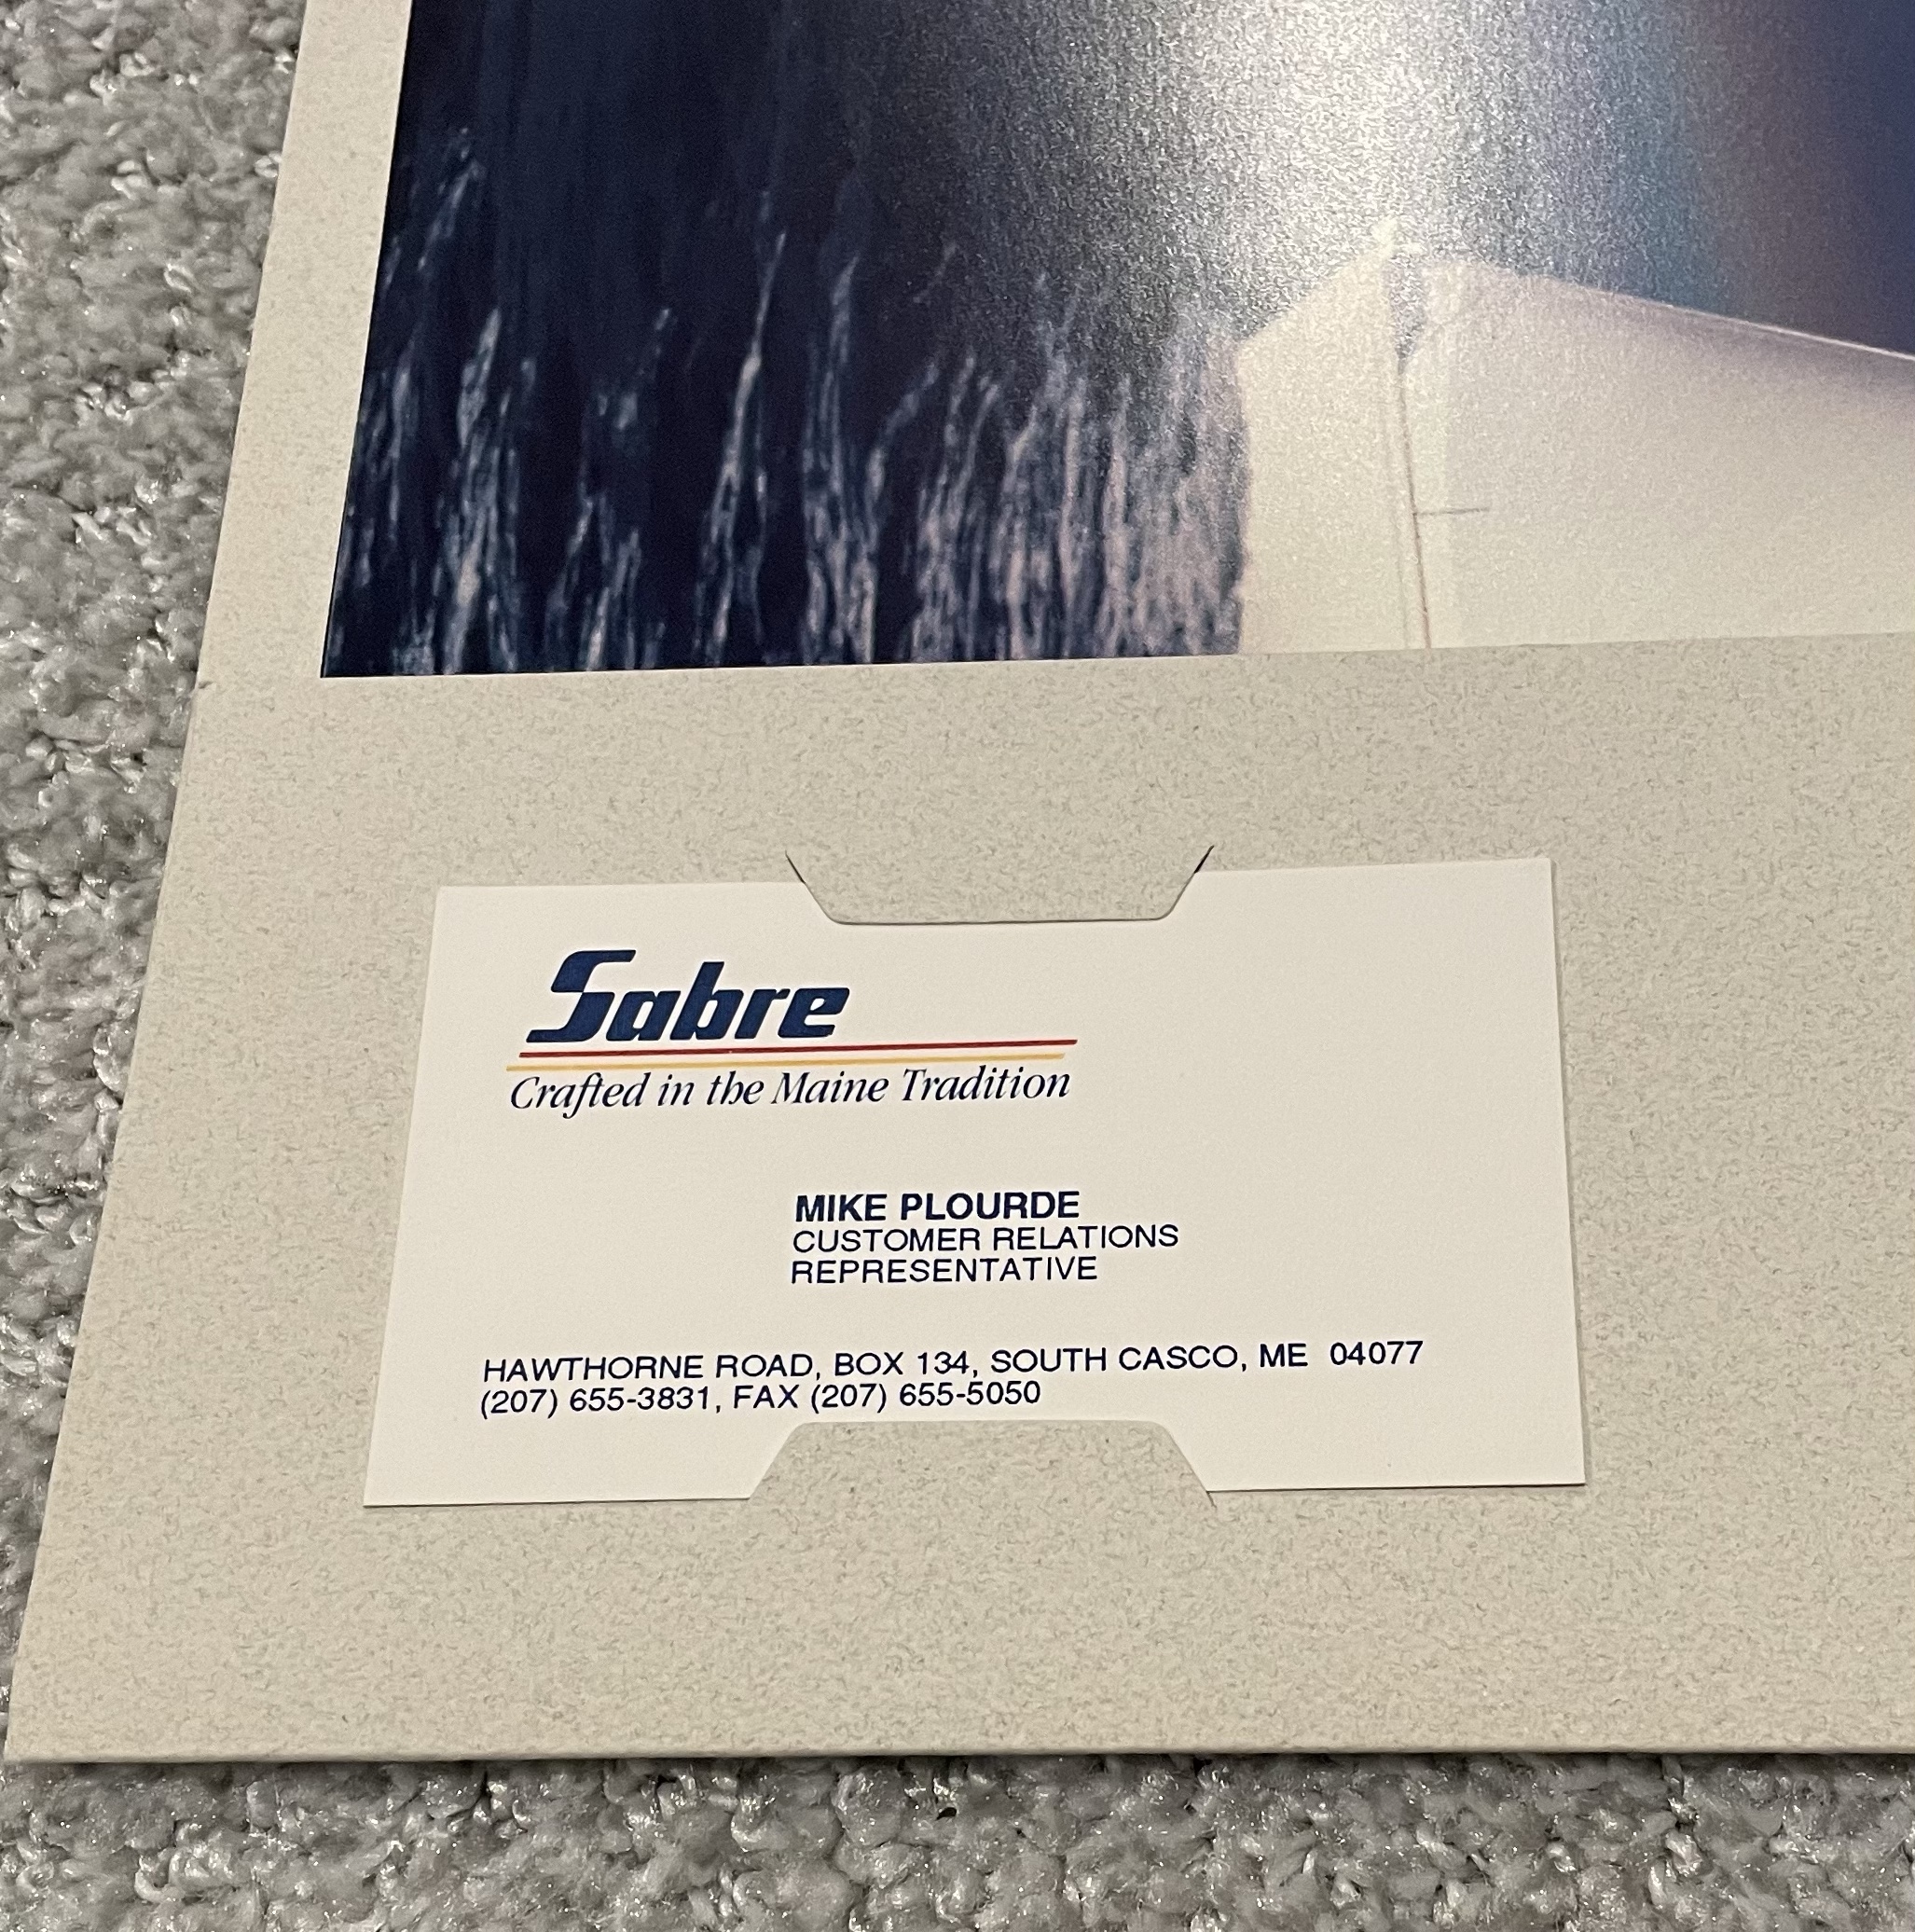 Sabre
Crafted in the Maine Tradition
MIKE PLOURDE
CUSTOMER RELATIONS
REPRESENTATIVE
HAWTHORNE ROAD, BOX 134, SOUTH CASCO, ME 04077
(207) 655-3831, FAX (207) 655-5050